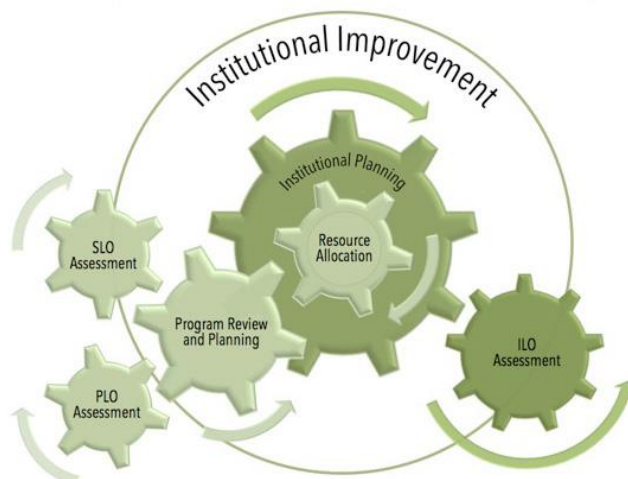 Institutional Improvement
Institutional Planning
Resource
Allocation
SLO
Assessment
Program Review
and Planning
ILO
Assessment
PLO
Assessment